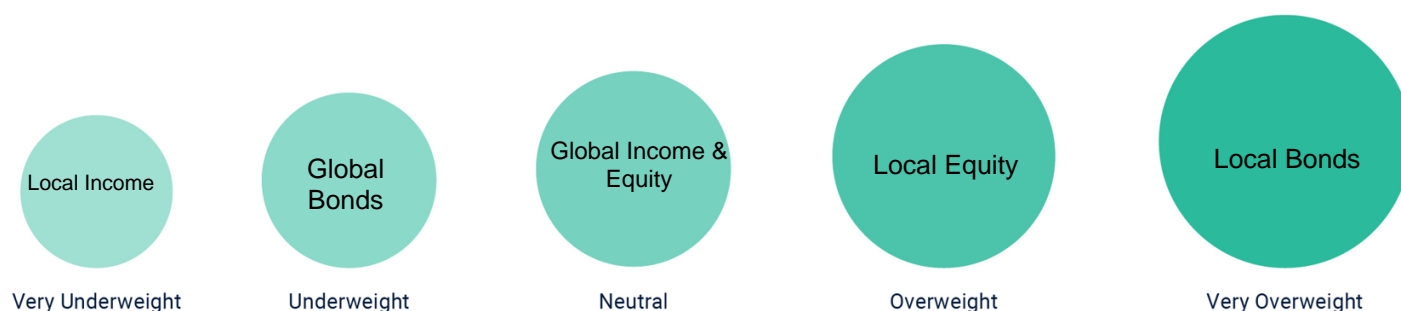 Local Income
Global
Bonds
Global Income &
Equity
Local Equity
Local Bonds
Very Underweight
Underweight
Neutral
Overweight
Very Overweight